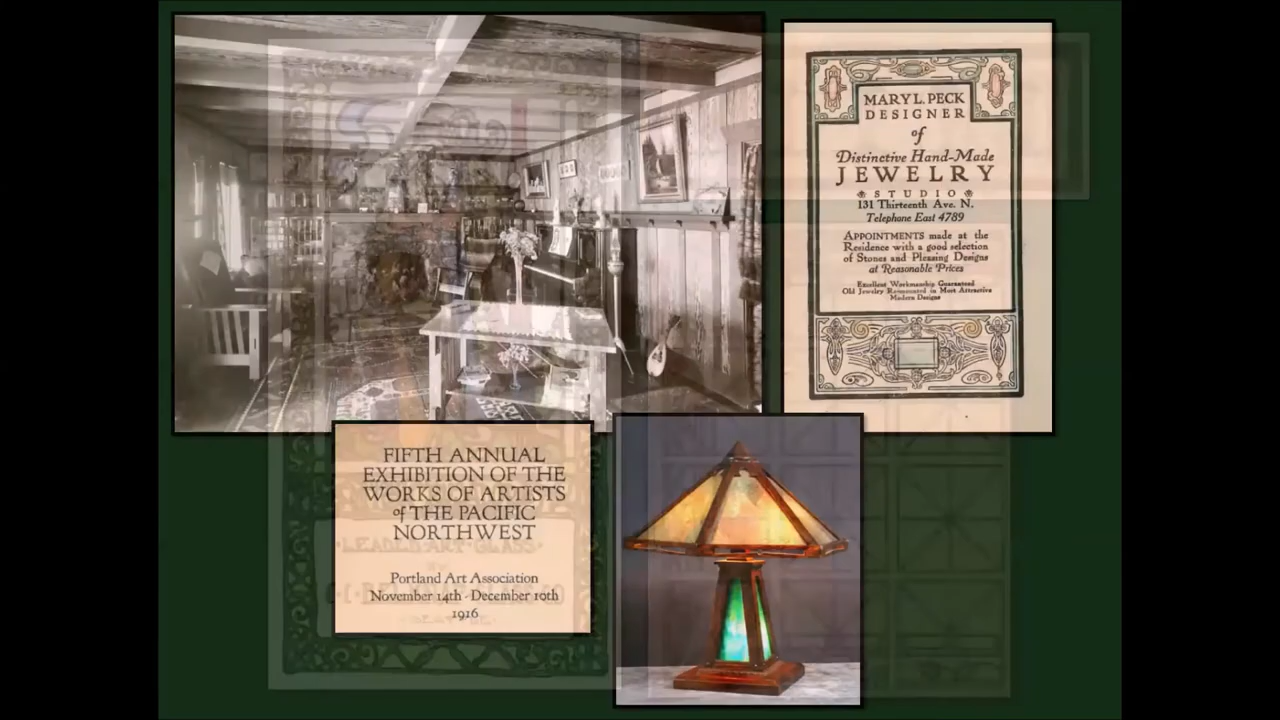 MARY L. PECK
DESIGNER
of
Distinctive Hand-Made
JEWELRY
STUDIO
131 Thirteenth Ave. N.
Telephone East 4789
APPOINTMENTS made at the
Residence with a good selection
of Stones and Pleasing Designs
at Reasonable Prices
Excellent Workmanship Guaranteed
Old Jewelry Remounted in Most Attractive
Modern Designs
FIFTH ANNUAL
EXHIBITION OF THE
WORKS OF ARTISTS
of THE PACIFIC
NORTHWEST
Portland Art Association
November 14th - December 10th
1916
LEADED ART GLASS